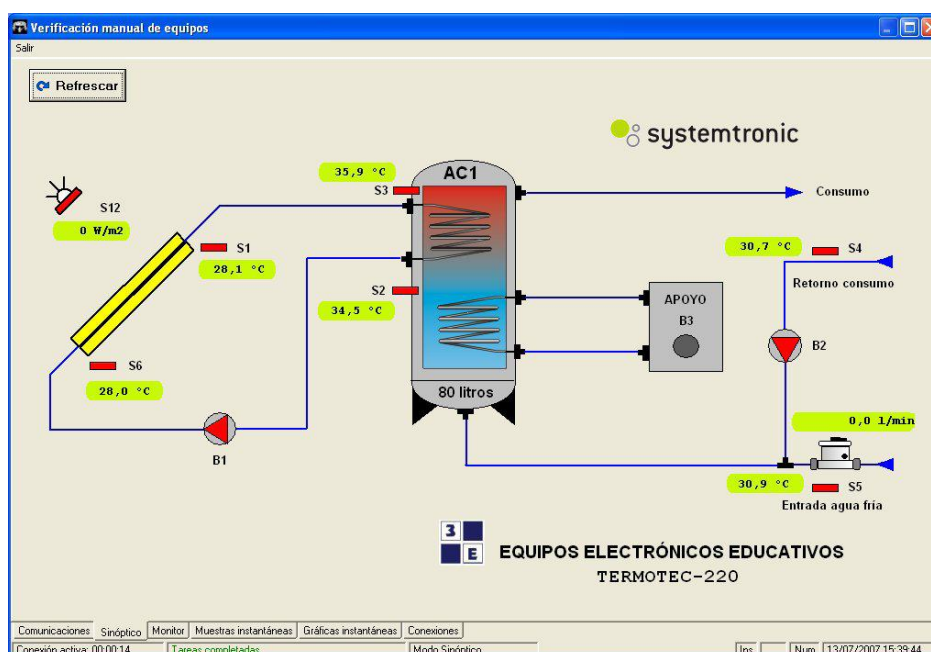 Verificación manual de equipos
Salir
Refrescar
systemtronic
35,9 °C
AC1
S3
Consumo
S12
0 W/m2
S1
28,1 °C
30,7 °C
S4
Retorno consumo
S2
34,5 °C
APOYO
B3
B2
S6
28,0 °C
80 litros
0,0 l/min
B1
30,9 °C
S5
Entrada agua fría
3
E
EQUIPOS ELECTRÓNICOS EDUCATIVOS
TERMOTEC-220
Comunicaciones Sinóptico Monitor Muestras instantáneas Gráficas instantáneas Conexiones
Conexión activa: 00:00:14 Tareas completadas Modo Sinóptico Ins Num 13/07/2007 15:39:44